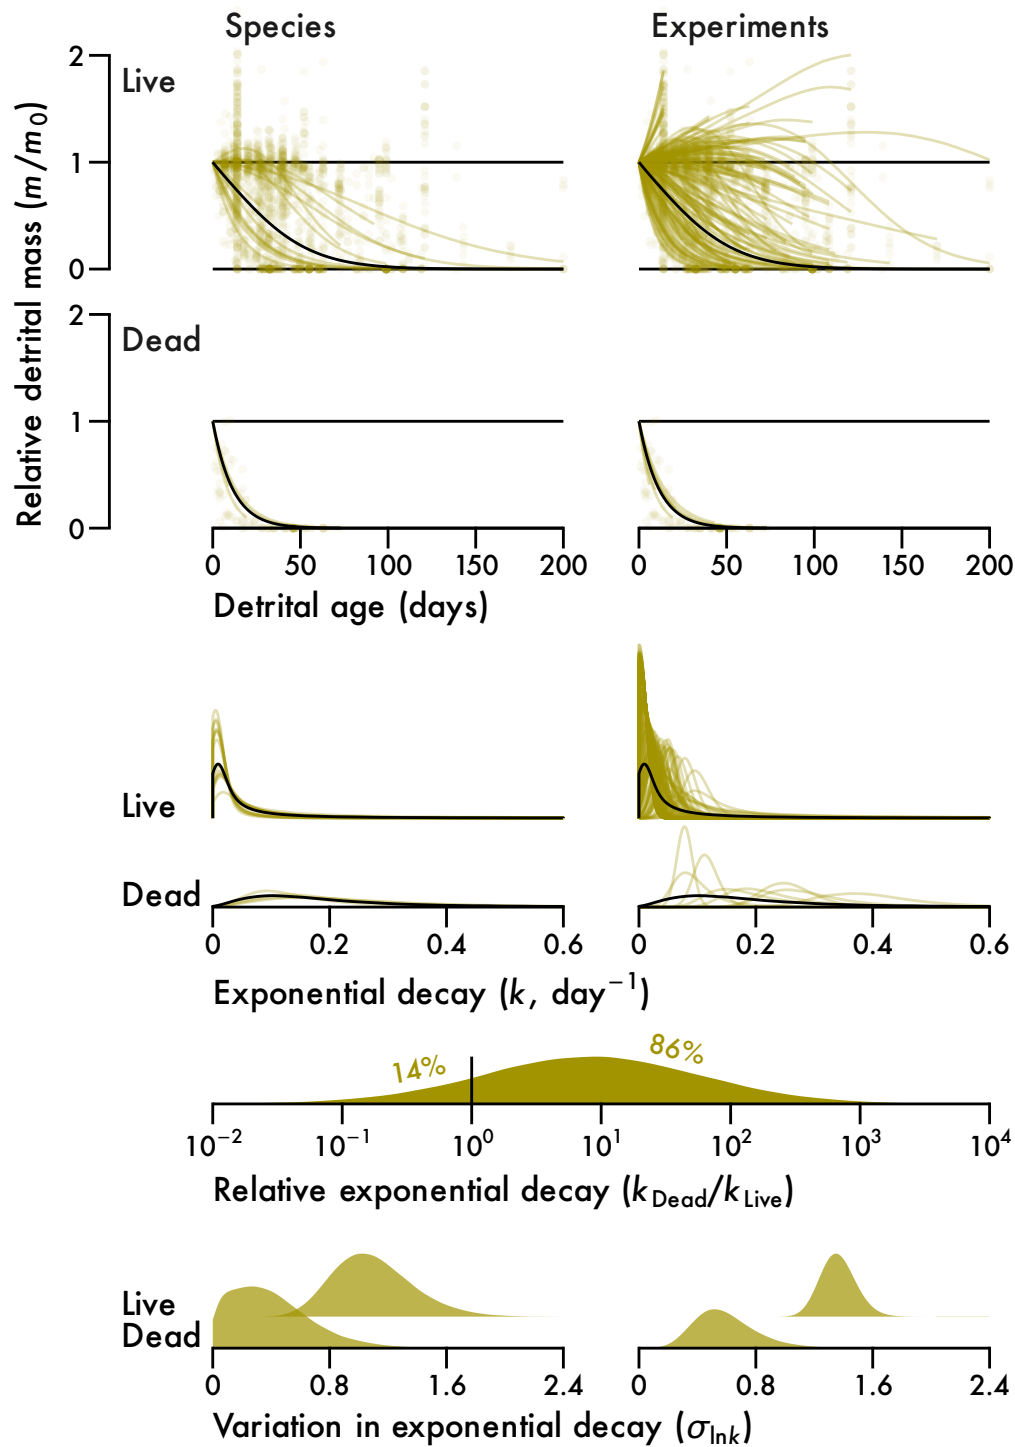 Species Experiments
Relative detrital mass (m/m0)
2
Live
1
0
2
Dead
1
0
0 50 100 150 200 0 50 100 150 200
Detrital age (days)
Live
Dead
0 0.2 0.4 0.6 0 0.2 0.4 0.6
Exponential decay (k, day⁻¹)
14% 86%
10⁻² 10⁻¹ 10⁰ 10¹ 10² 10³ 10⁴
Relative exponential decay (kDead/kLive)
Live
Dead
0 0.8 1.6 2.4 0 0.8 1.6 2.4
Variation in exponential decay (σlnk)